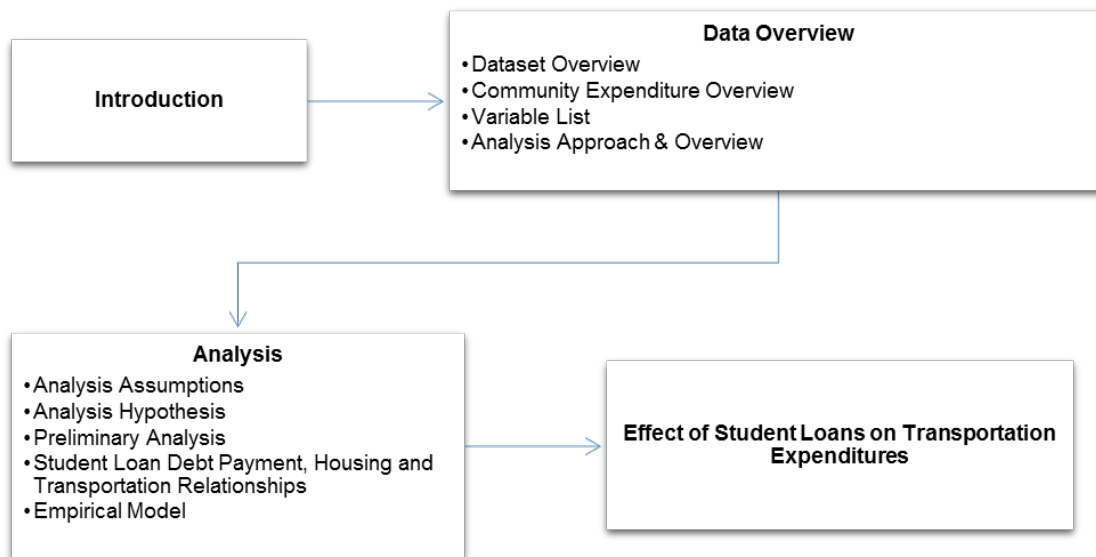 Introduction
Data Overview
•Dataset Overview
•Community Expenditure Overview
•Variable List
•Analysis Approach & Overview
Analysis
•Analysis Assumptions
•Analysis Hypothesis
•Preliminary Analysis
•Student Loan Debt Payment, Housing and
Transportation Relationships
•Empirical Model
Effect of Student Loans on Transportation
Expenditures